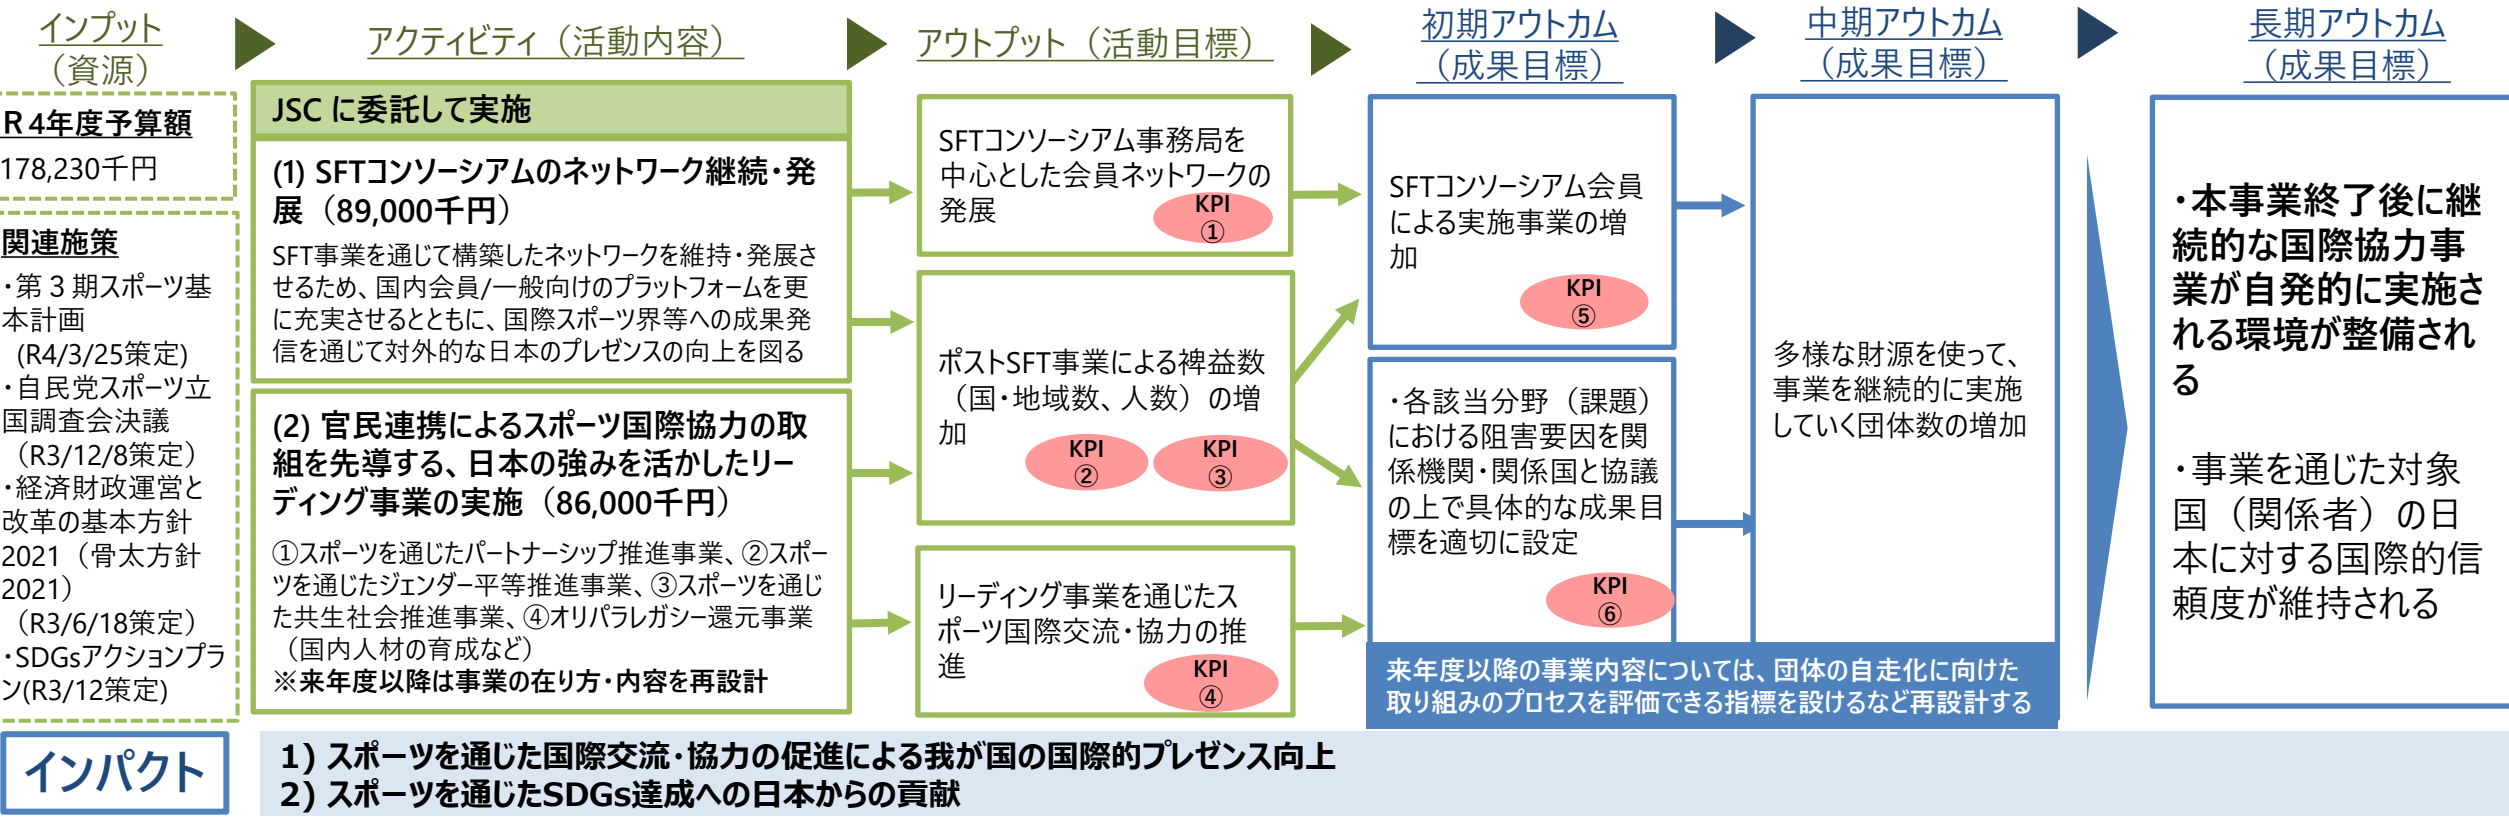 インプット
（資源）
アクティビティ（活動内容）
アウトプット（活動目標）
初期アウトカム
（成果目標）
中期アウトカム
（成果目標）
長期アウトカム
（成果目標）
Ｒ4年度予算額
178,230千円
関連施策
・第３期スポーツ基
本計画
(R4/3/25策定)
・自民党スポーツ立
国調査会決議
（R3/12/8策定）
・経済財政運営と
改革の基本方針
2021（骨太方針
2021）
（R3/6/18策定）
・SDGsアクションプラ
ン(R3/12策定)
JSC に委託して実施
(1) SFTコンソーシアムのネットワーク継続・発
展（89,000千円）
SFT事業を通じて構築したネットワークを維持・発展さ
せるため、国内会員/一般向けのプラットフォームを更
に充実させるとともに、国際スポーツ界等への成果発
信を通じて対外的な日本のプレゼンスの向上を図る
(2) 官民連携によるスポーツ国際協力の取
組を先導する、日本の強みを活かしたリー
ディング事業の実施（86,000千円）
①スポーツを通じたパートナーシップ推進事業、②スポー
ツを通じたジェンダー平等推進事業、③スポーツを通じ
た共生社会推進事業、④オリパラレガシー還元事業
（国内人材の育成など）
※来年度以降は事業の在り方・内容を再設計
SFTコンソーシアム事務局を
中心とした会員ネットワークの
発展
KPI
①
ポストSFT事業による裨益数
（国・地域数、人数）の増
加
KPI
②
KPI
③
リーディング事業を通じたス
ポーツ国際交流・協力の推
進
KPI
④
SFTコンソーシアム会員
による実施事業の増
加
KPI
⑤
・各該当分野（課題）
における阻害要因を関
係機関・関係国と協議
の上で具体的な成果目
標を適切に設定
KPI
⑥
多様な財源を使って、
事業を継続的に実施
していく団体数の増加
来年度以降の事業内容については、団体の自走化に向けた
取り組みのプロセスを評価できる指標を設けるなど再設計する
・本事業終了後に継
続的な国際協力事
業が自発的に実施さ
れる環境が整備され
る
・事業を通じた対象
国（関係者）の日
本に対する国際的信
頼度が維持される
インパクト
１) スポーツを通じた国際交流・協力の促進による我が国の国際的プレゼンス向上
２) スポーツを通じたSDGs達成への日本からの貢献